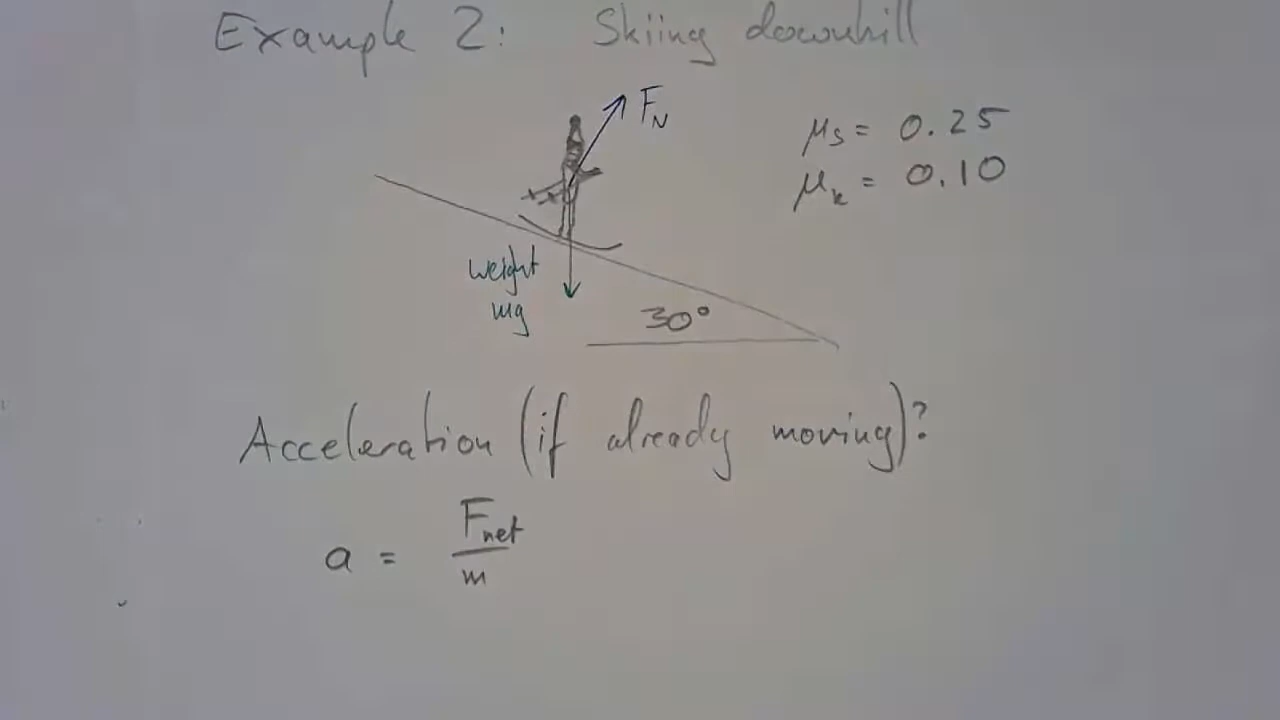 Example 2: Skiing downhill
F_N
μ_s = 0.25
μ_k = 0.10
weight
mg
30°
Acceleration (if already moving)?
a = F_net / m